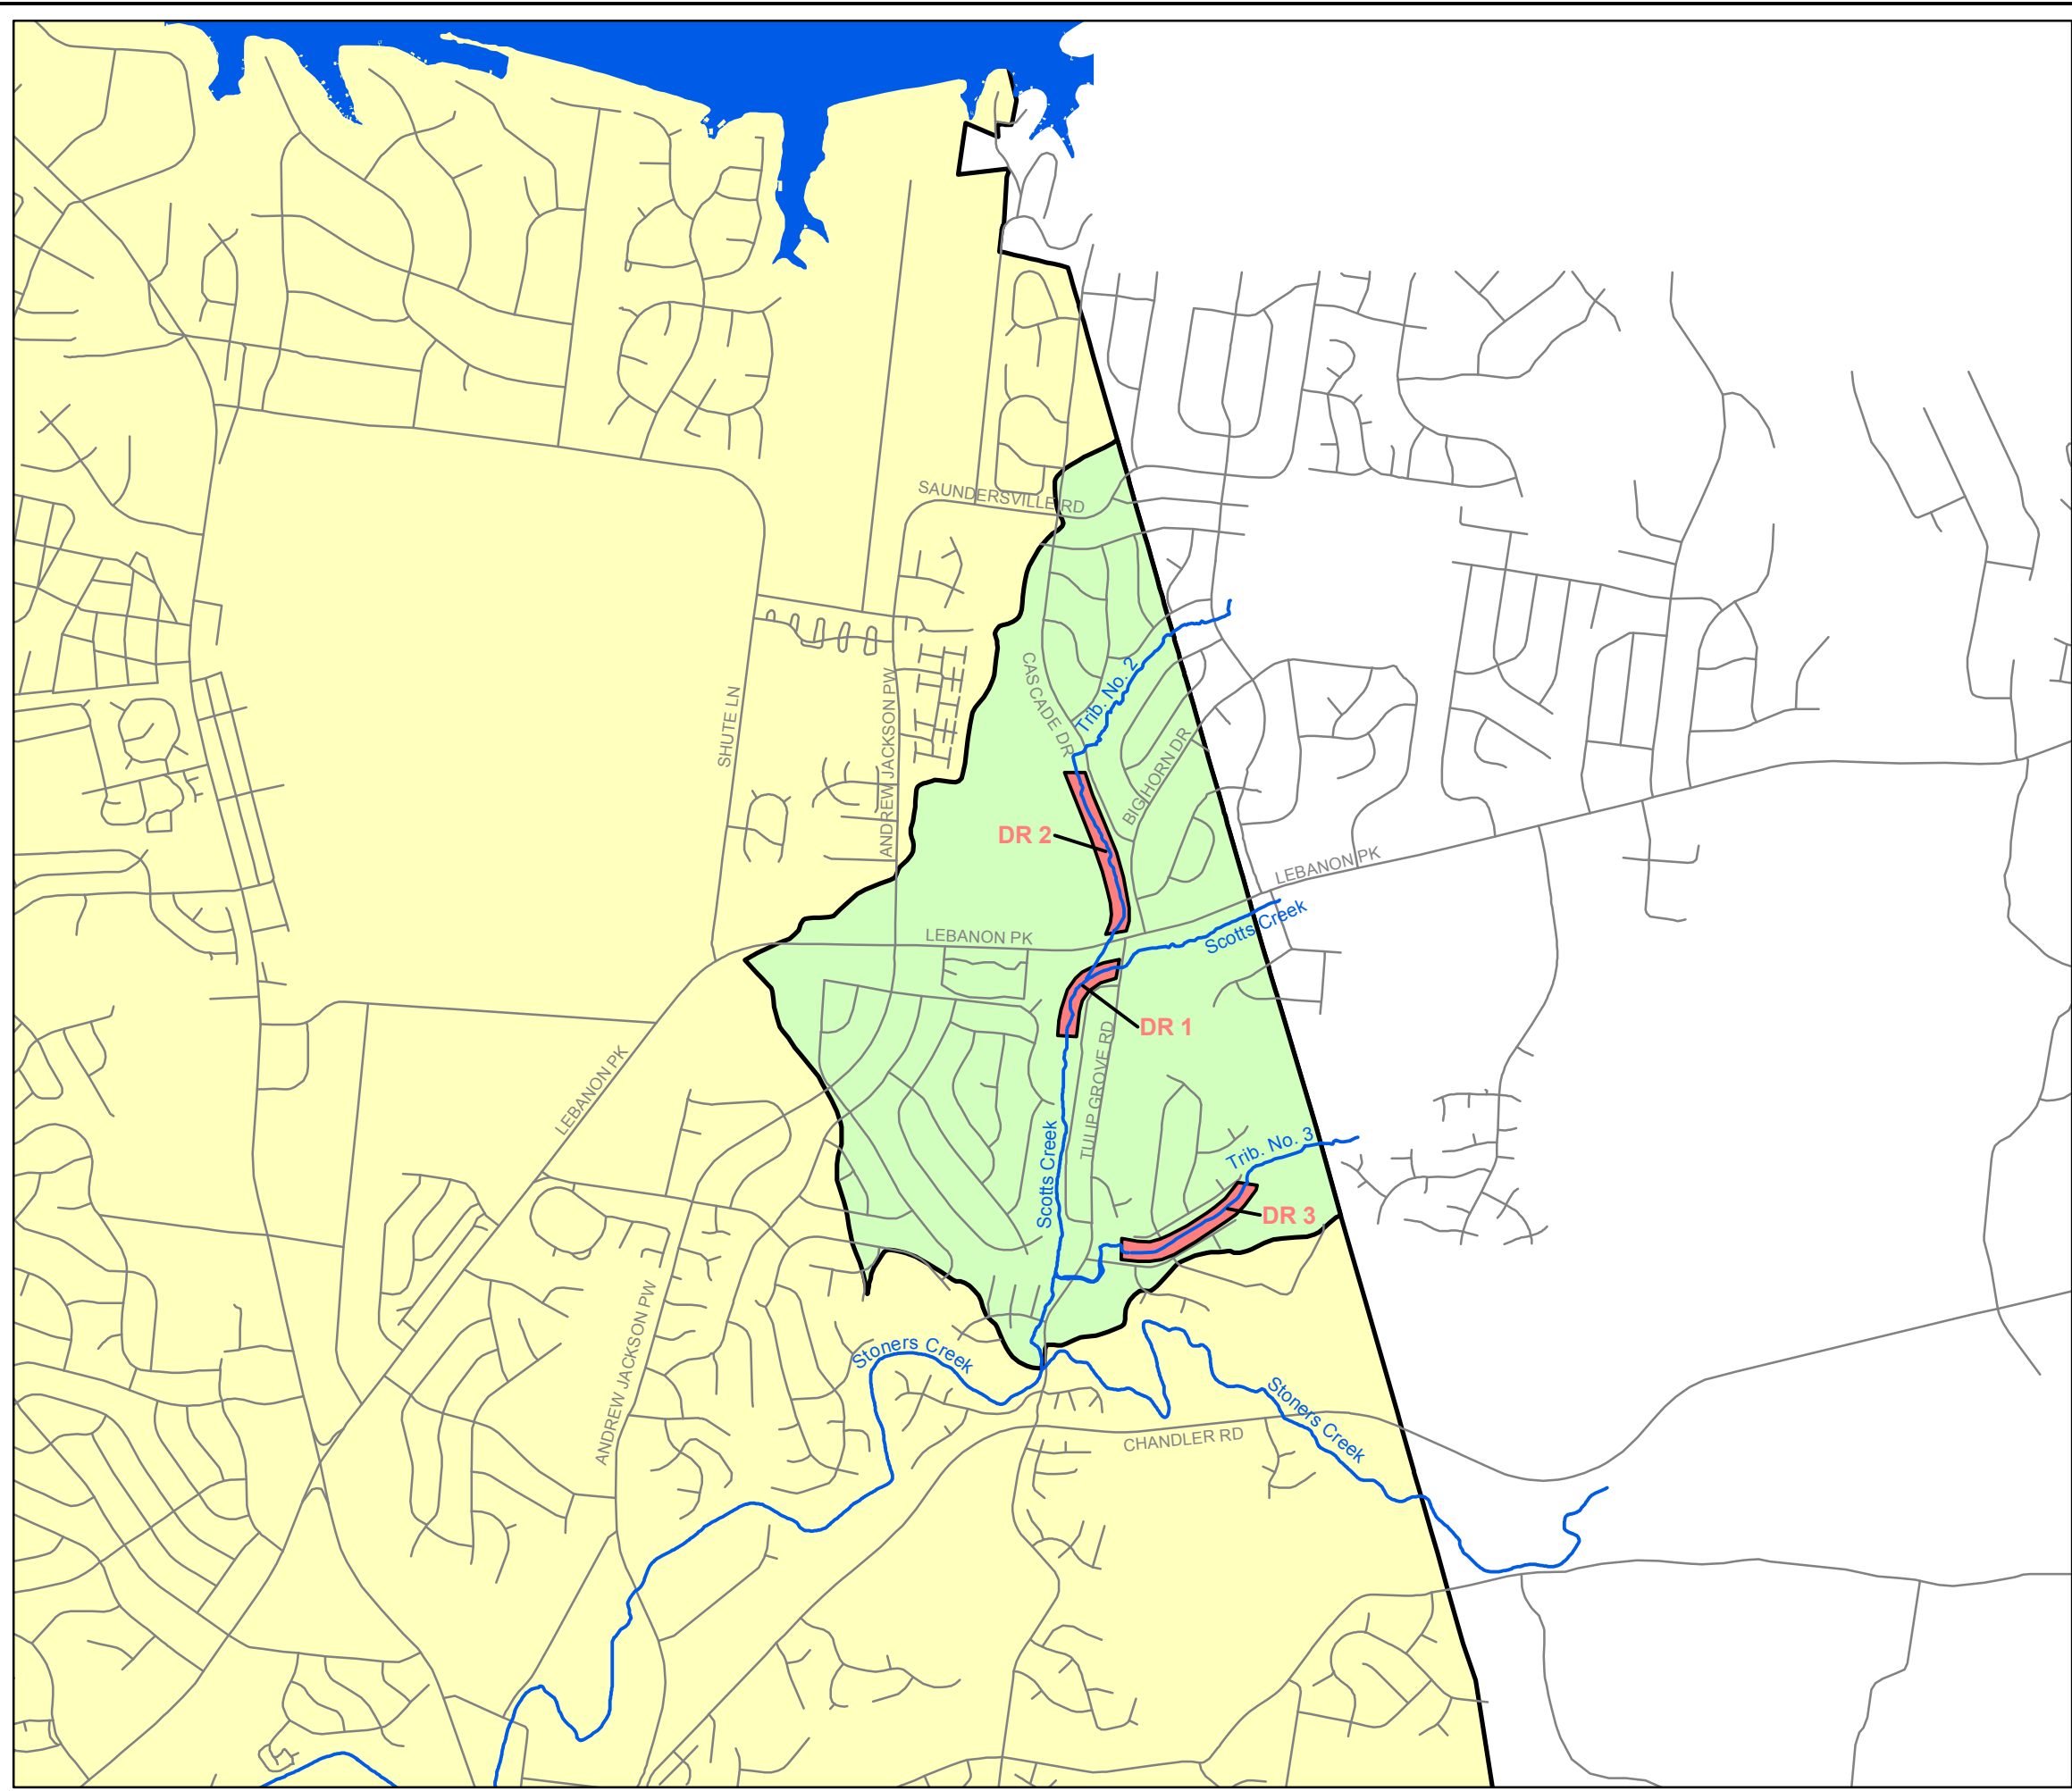 SAUNDERSVILLE RD
CASCADE DR
Trib. No. 2
SHUTE LN
ANDREW JACKSON PW
BIG HORN DR
DR 2
LEBANON PK
LEBANON PK
Scotts Creek
DR 1
TULIP GROVE RD
LEBANON PK
Scotts Creek
Trib. No. 3
DR 3
ANDREW JACKSON PW
Stoners Creek
Stoners Creek
CHANDLER RD